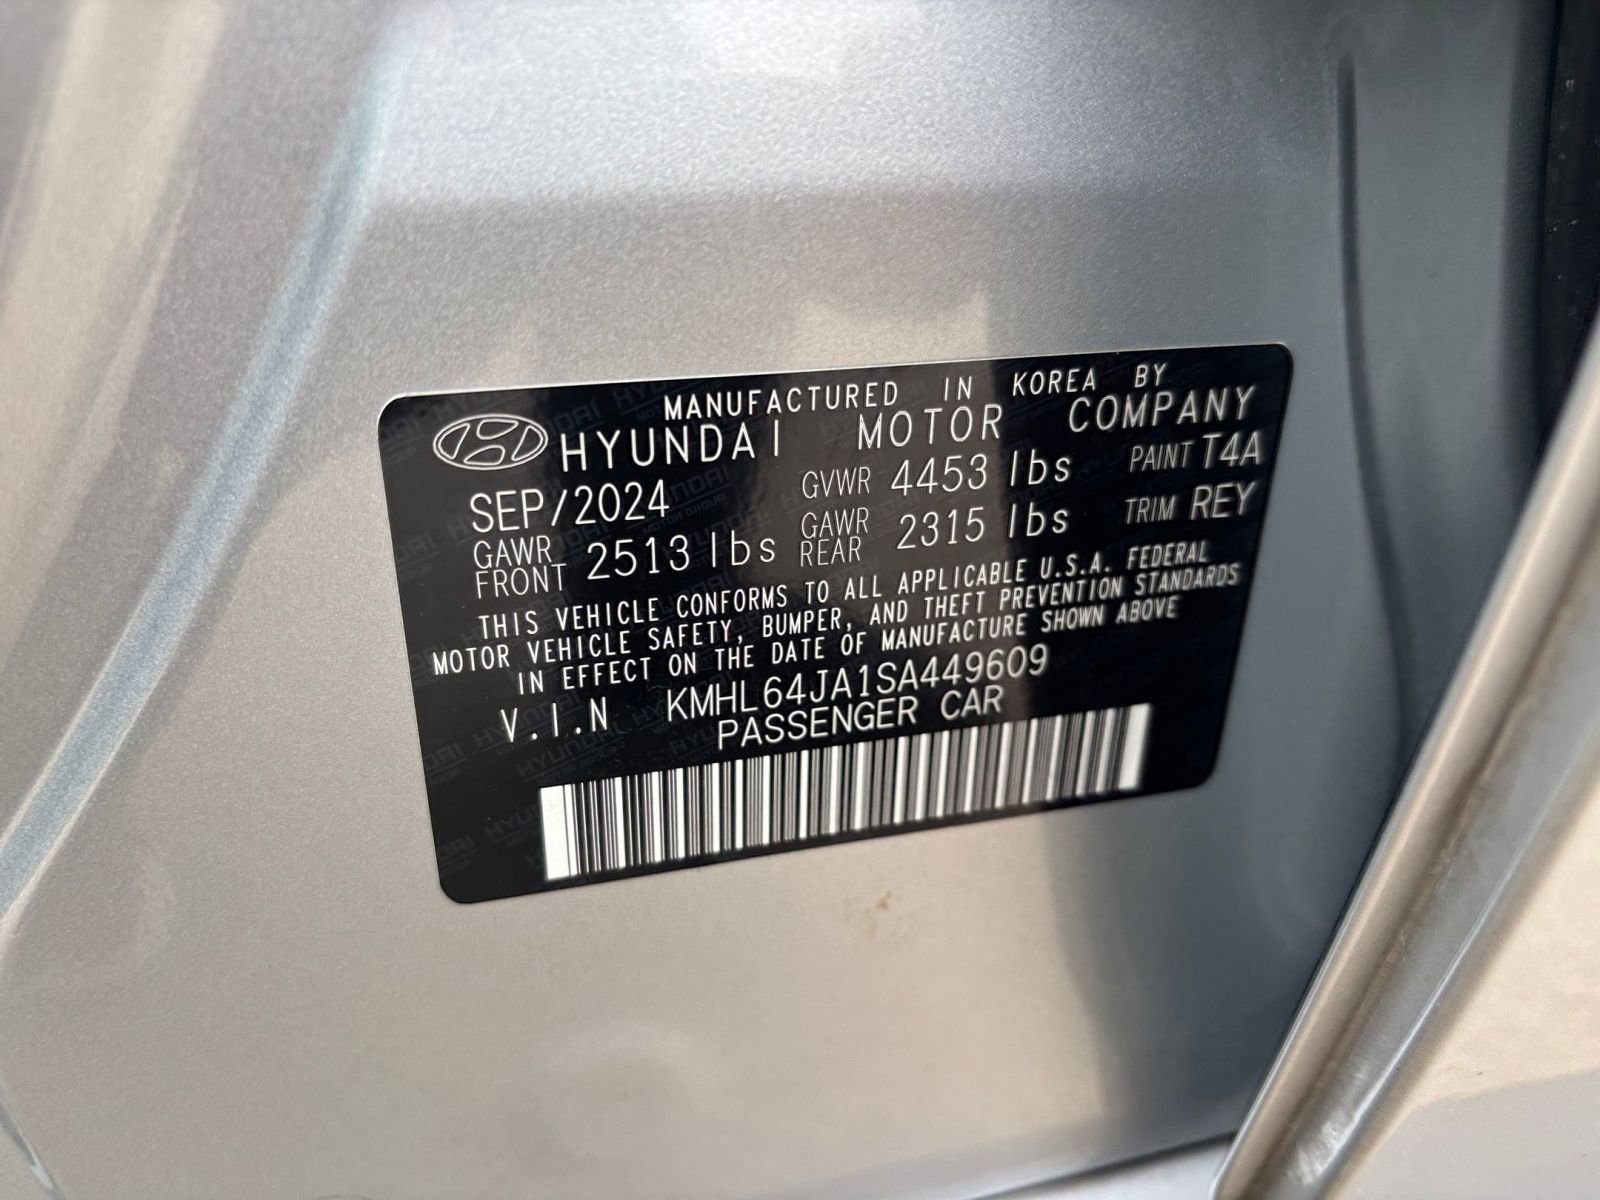 MANUFACTURED IN KOREA BY
HYUNDAI MOTOR COMPANY
SEP/2024 GVWR 4453 lbs PAINT T4A
GAWR FRONT 2513 lbs GAWR REAR 2315 lbs TRIM REY
THIS VEHICLE CONFORMS TO ALL APPLICABLE U.S.A. FEDERAL
MOTOR VEHICLE SAFETY, BUMPER, AND THEFT PREVENTION STANDARDS
IN EFFECT ON THE DATE OF MANUFACTURE SHOWN ABOVE
V.I.N KMHL64JA1SA449609
PASSENGER CAR